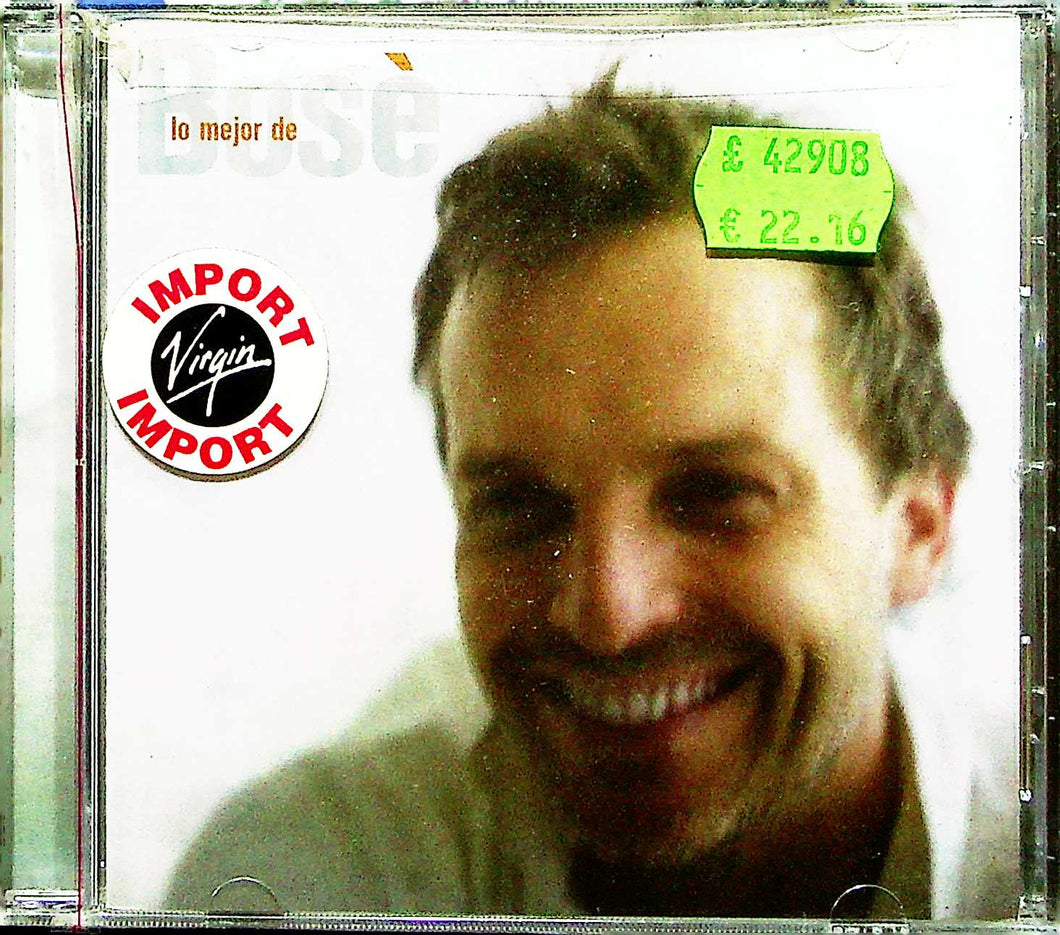 Bosè
lo mejor de
£ 42908
€ 22.16
IMPORT
Virgin
IMPORT